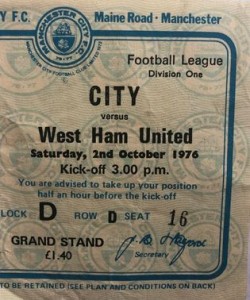 Y F.C. Maine Road - Manchester
MANCHESTER CITY F.C.
Football League
Division One
CITY
versus
West Ham United
Saturday, 2nd October 1976
Kick-off 3.00 p.m.
You are advised to take up your position
half an hour before the kick-off
LOCK D ROW D SEAT 16
GRAND STAND
£1.40
Secretary
TO BE RETAINED (SEE PLAN AND CONDITIONS ON BACK)